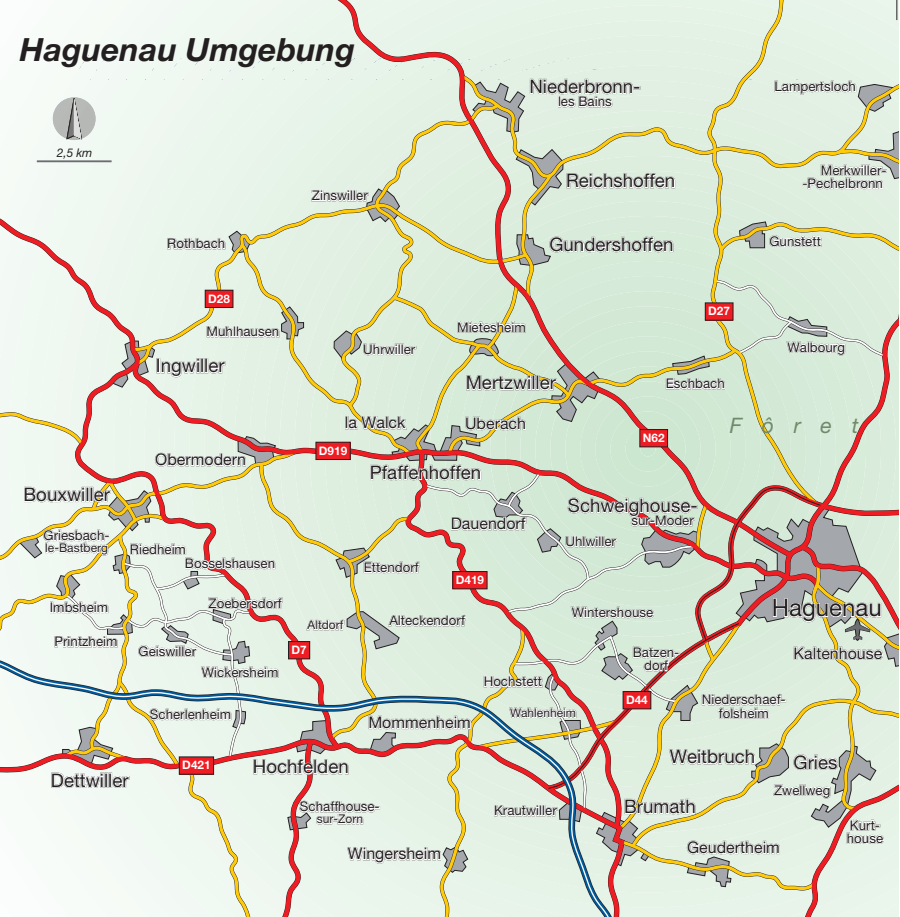 Haguenau Umgebung
2,5 km
Niederbronn-
les Bains
Lampertsloch
Merkwiller-
-Pechelbronn
Reichshoffen
Zinswiller
Rothbach
Gundershoffen
Gunstett
D28
D27
Muhlhausen
Uhrwiller
Mietesheim
Walbourg
Ingwiller
Mertzwiller
Eschbach
la Walck
Uberach
Fôret
N62
D919
Obermodern
Pfaffenhoffen
Bouxwiller
Dauendorf
Schweighouse-
sur-Moder
Griesbach-
le-Bastberg
Riedheim
Bosselshausen
Uhlwiller
Ettendorf
D419
Imbsheim
Zoebersdorf
Haguenau
Printzheim
Geiswiller
Altdorf
Alteckendorf
Wintershouse
Batzen-
dorf
Kaltenhouse
D7
Wickersheim
Hochstett
D44
Niederschaef-
folsheim
Scherlenheim
Wahlenheim
Mommenheim
Weitbruch
Gries
D421
Hochfelden
Dettwiller
Zwellweg
Schaffhouse-
sur-Zorn
Krautwiller
Brumath
Kurt-
house
Wingersheim
Geudertheim